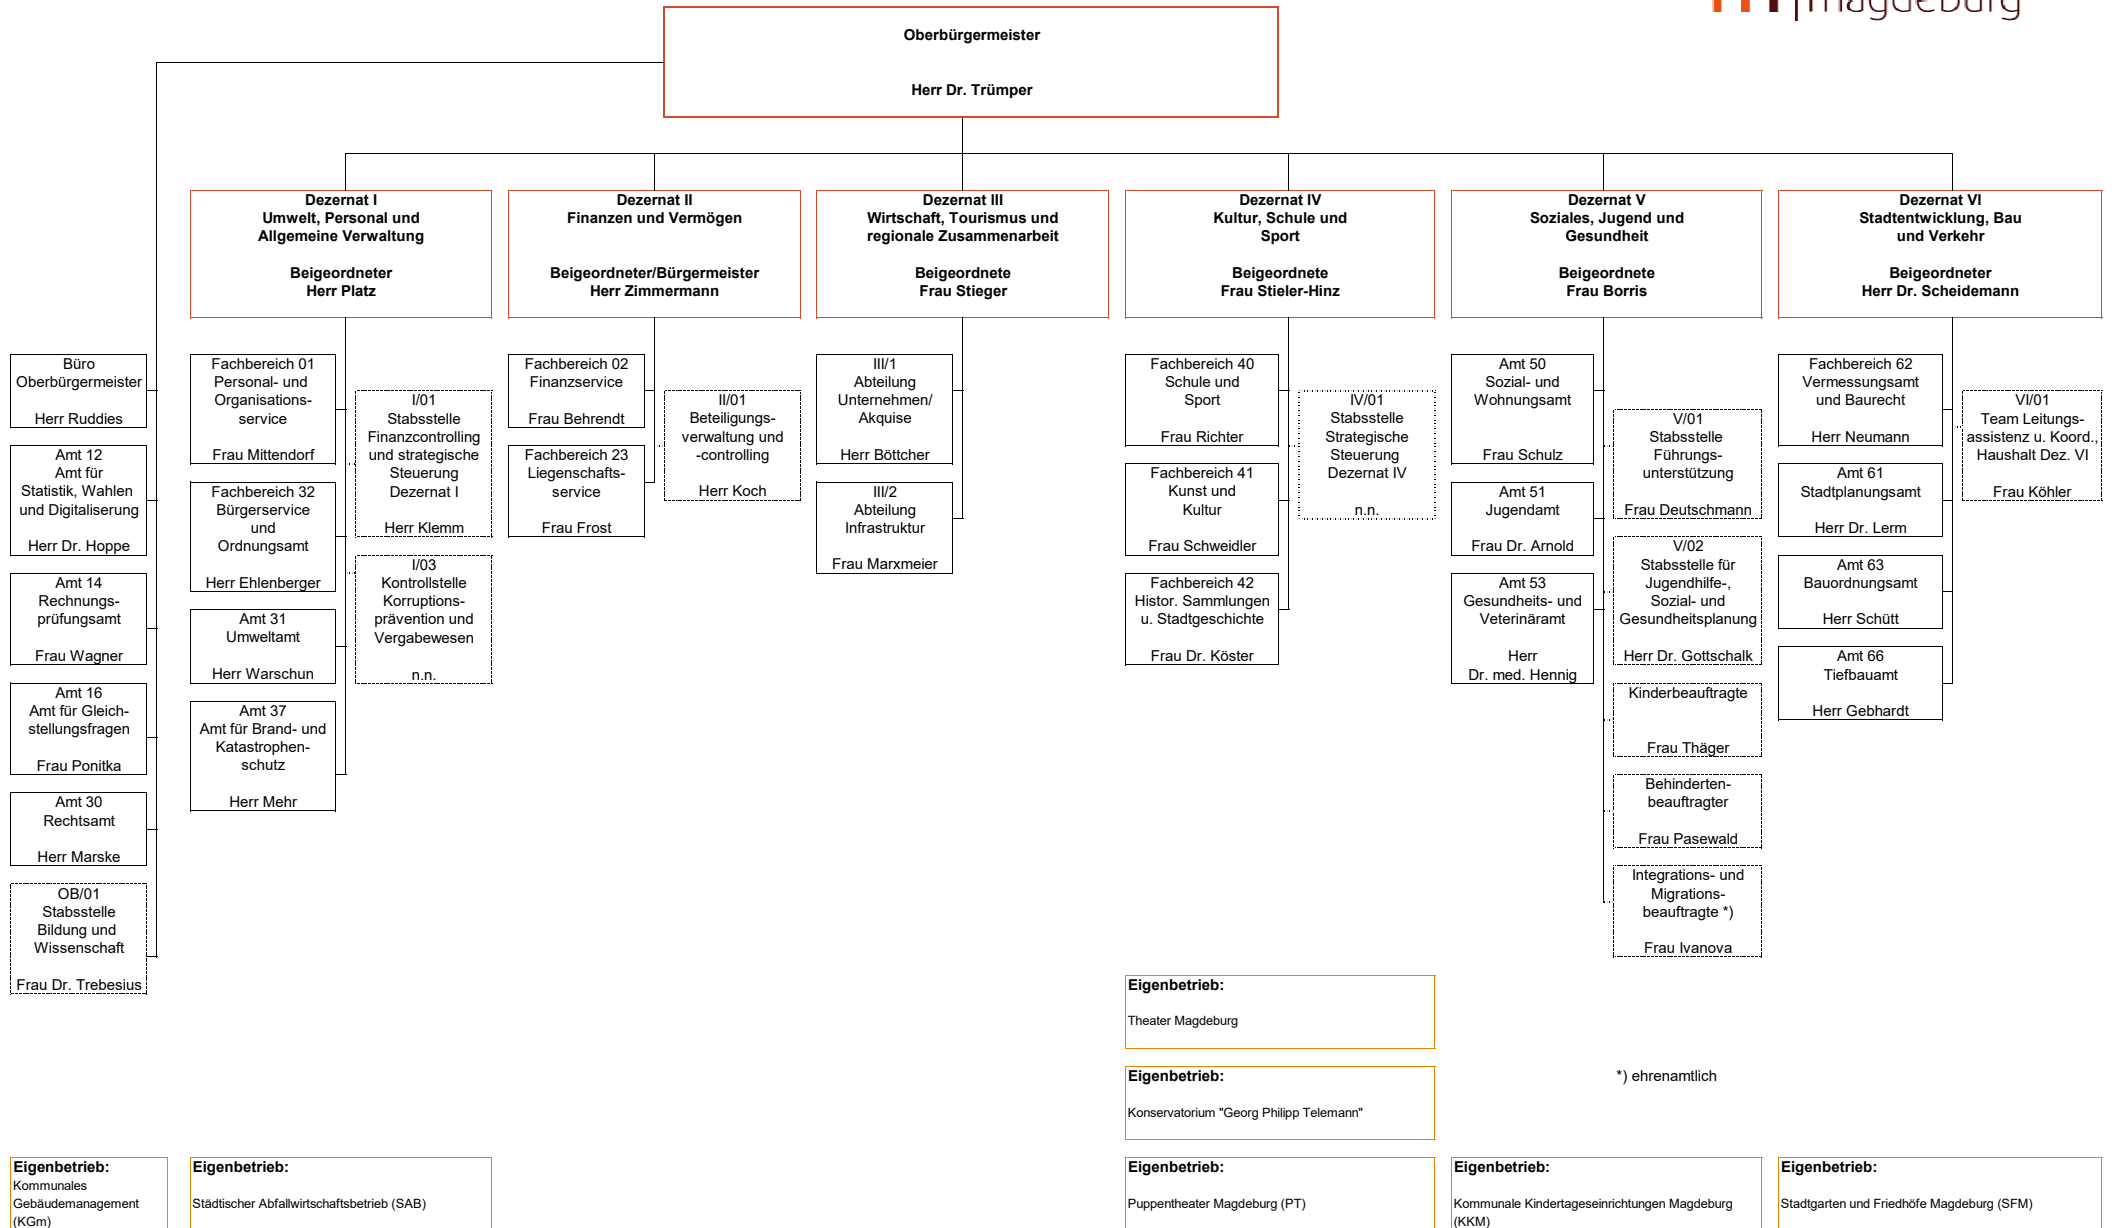 magdeburg
Oberbürgermeister
Herr Dr. Trümper
Dezernat I
Umwelt, Personal und
Allgemeine Verwaltung
Beigeordneter
Herr Platz
Dezernat II
Finanzen und Vermögen
Beigeordneter/Bürgermeister
Herr Zimmermann
Dezernat III
Wirtschaft, Tourismus und
regionale Zusammenarbeit
Beigeordnete
Frau Stieger
Dezernat IV
Kultur, Schule und
Sport
Beigeordnete
Frau Stieler-Hinz
Dezernat V
Soziales, Jugend und
Gesundheit
Beigeordnete
Frau Borris
Dezernat VI
Stadtentwicklung, Bau
und Verkehr
Beigeordneter
Herr Dr. Scheidemann
Büro
Oberbürgermeister
Herr Ruddies
Amt 12
Amt für
Statistik, Wahlen
und Digitaliserung
Herr Dr. Hoppe
Amt 14
Rechnungs-
prüfungsamt
Frau Wagner
Amt 16
Amt für Gleich-
stellungsfragen
Frau Ponitka
Amt 30
Rechtsamt
Herr Marske
OB/01
Stabsstelle
Bildung und
Wissenschaft
Frau Dr. Trebesius
Fachbereich 01
Personal- und
Organisations-
service
Frau Mittendorf
Fachbereich 32
Bürgerservice
und
Ordnungsamt
Herr Ehlenberger
Amt 31
Umweltamt
Herr Warschun
Amt 37
Amt für Brand- und
Katastrophen-
schutz
Herr Mehr
I/01
Stabsstelle
Finanzcontrolling
und strategische
Steuerung
Dezernat I
Herr Klemm
I/03
Kontrollstelle
Korruptions-
prävention und
Vergabewesen
n.n.
Fachbereich 02
Finanzservice
Frau Behrendt
Fachbereich 23
Liegenschafts-
service
Frau Frost
II/01
Beteiligungs-
verwaltung und
-controlling
Herr Koch
III/1
Abteilung
Unternehmen/
Akquise
Herr Böttcher
III/2
Abteilung
Infrastruktur
Frau Marxmeier
Fachbereich 40
Schule und
Sport
Frau Richter
Fachbereich 41
Kunst und
Kultur
Frau Schweidler
Fachbereich 42
Histor. Sammlungen
u. Stadtgeschichte
Frau Dr. Köster
IV/01
Stabsstelle
Strategische
Steuerung
Dezernat IV
n.n.
Amt 50
Sozial- und
Wohnungsamt
Frau Schulz
Amt 51
Jugendamt
Frau Dr. Arnold
Amt 53
Gesundheits- und
Veterinäramt
Herr
Dr. med. Hennig
V/01
Stabsstelle
Führungs-
unterstützung
Frau Deutschmann
V/02
Stabsstelle für
Jugendhilfe-,
Sozial- und
Gesundheitsplanung
Herr Dr. Gottschalk
Kinderbeauftragte
Frau Thäger
Behinderten-
beauftragter
Frau Pasewald
Integrations- und
Migrations-
beauftragte *)
Frau Ivanova
Fachbereich 62
Vermessungsamt
und Baurecht
Herr Neumann
Amt 61
Stadtplanungsamt
Herr Dr. Lerm
Amt 63
Bauordnungsamt
Herr Schütt
Amt 66
Tiefbauamt
Herr Gebhardt
VI/01
Team Leitungs-
assistenz u. Koord.,
Haushalt Dez. VI
Frau Köhler
Eigenbetrieb:
Theater Magdeburg
Eigenbetrieb:
Konservatorium "Georg Philipp Telemann"
*) ehrenamtlich
Eigenbetrieb:
Kommunales
Gebäudemanagement
(KGm)
Eigenbetrieb:
Städtischer Abfallwirtschaftsbetrieb (SAB)
Eigenbetrieb:
Puppentheater Magdeburg (PT)
Eigenbetrieb:
Kommunale Kindertageseinrichtungen Magdeburg
(KKM)
Eigenbetrieb:
Stadtgarten und Friedhöfe Magdeburg (SFM)